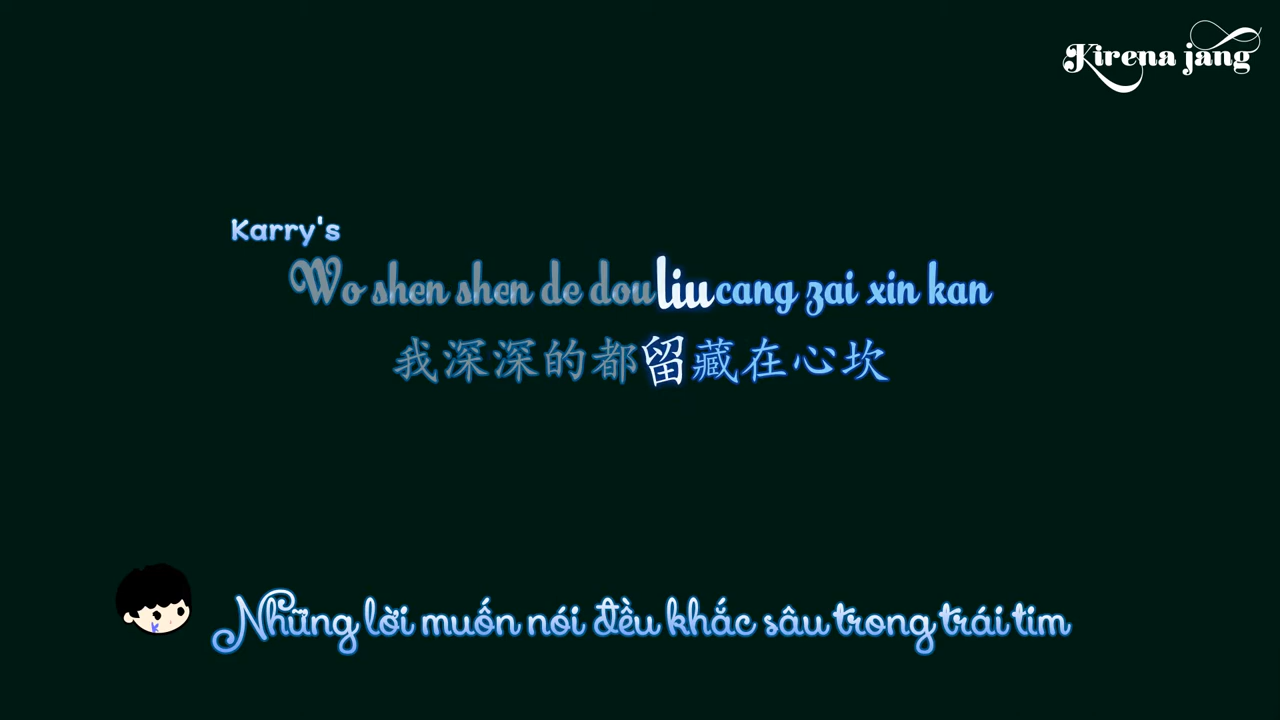 Kirena jang
Karry's
Wo shen shen de dou liu cang zai xin kan
我深深的都留藏在心坎
Những lời muốn nói đều khắc sâu trong trái tim